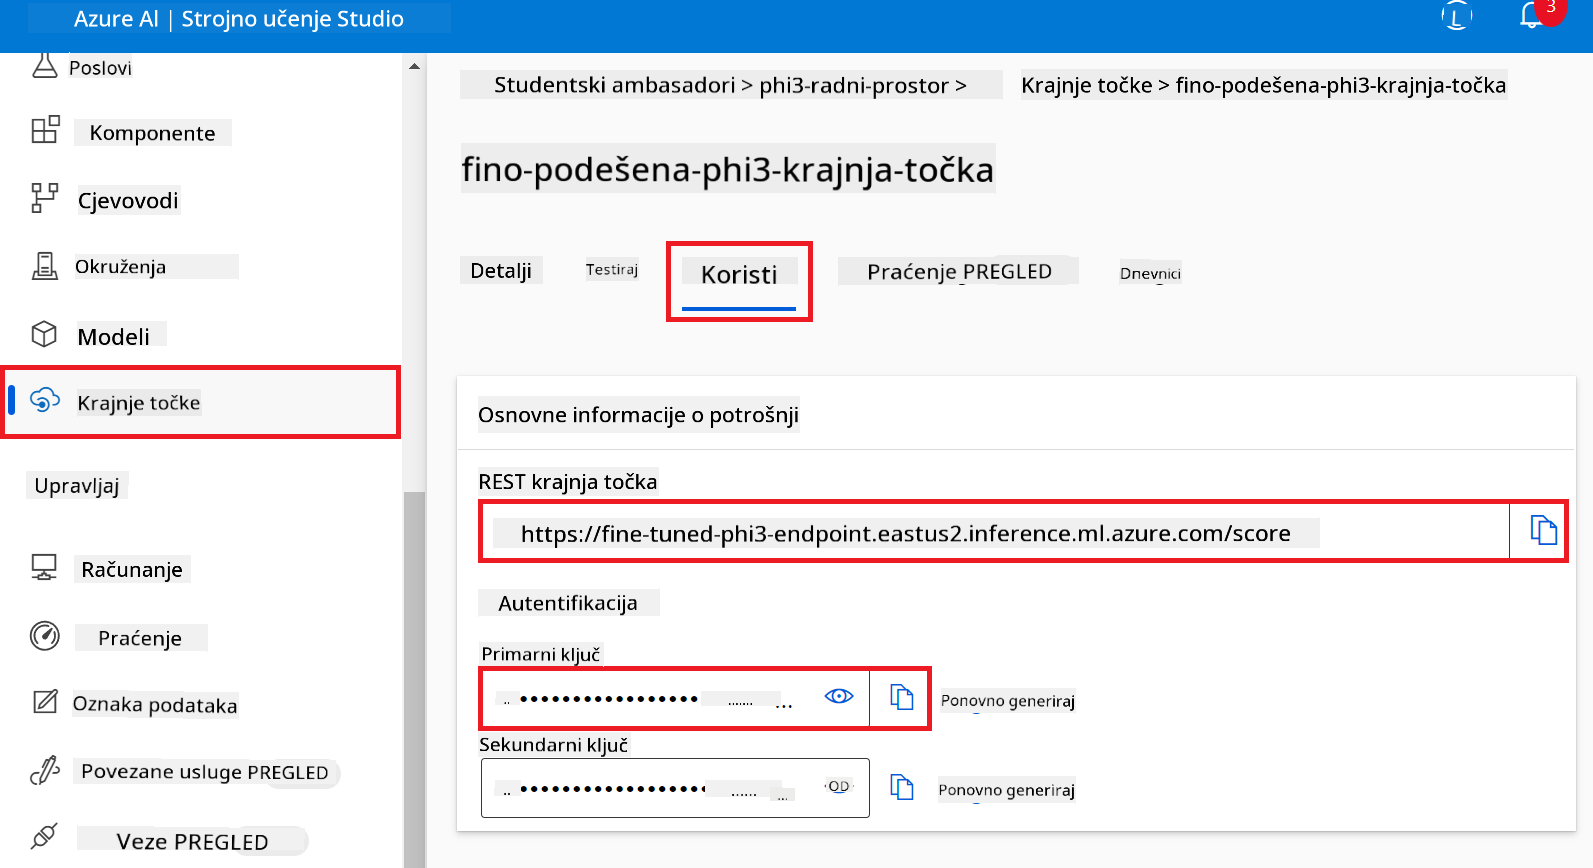 Azure AI | Strojno učenje Studio
L
3
Poslovi
Komponente
Cjevovodi
Okruženja
Modeli
Krajnje točke
Upravljaj
Računanje
Praćenje
Oznaka podataka
Povezane usluge PREGLED
Veze PREGLED
Studentski ambasadori > phi3-radni-prostor > Krajnje točke > fino-podešena-phi3-krajnja-točka
fino-podešena-phi3-krajnja-točka
Detalji Testiraj Koristi Praćenje PREGLED Dnevnici
Osnovne informacije o potrošnji
REST krajnja točka
https://fine-tuned-phi3-endpoint.eastus2.inference.ml.azure.com/score
Autentifikacija
Primarni ključ
Ponovno generiraj
Sekundarni ključ
OD
Ponovno generiraj